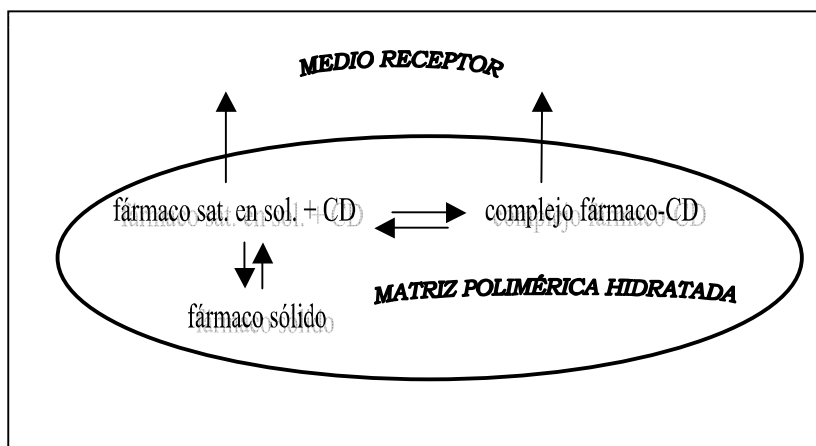 MEDIO RECEPTOR
fármaco sat. en sol. + CD
complejo fármaco-CD
MATRIZ POLIMÉRICA HIDRATADA
fármaco sólido